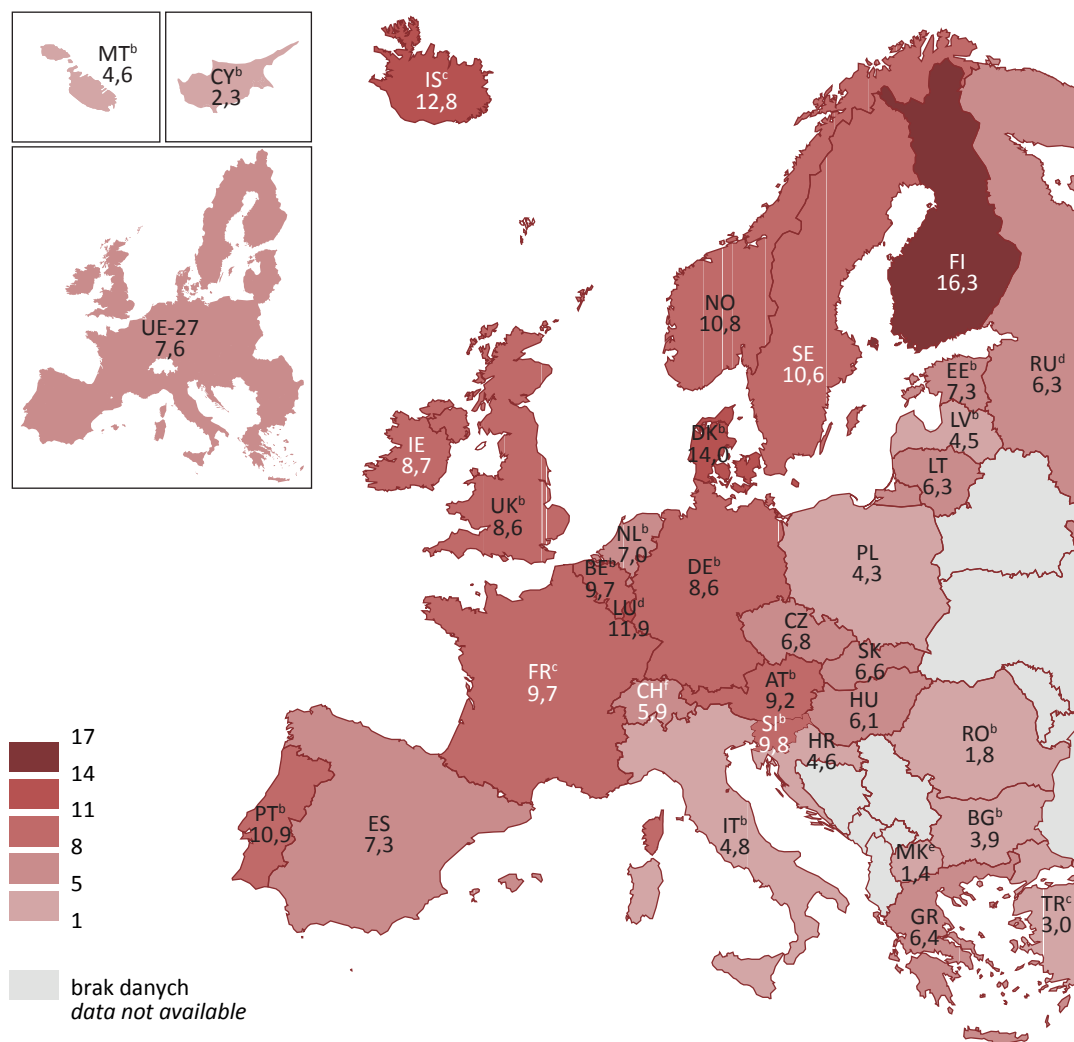 MTᵇ
4,6
CYᵇ
2,3
ISᶜ
12,8
UE-27
7,6
FI
16,3
NO
10,8
SE
10,6
EEᵇ
7,3
RUᵈ
6,3
LVᵇ
4,5
LT
6,3
DKᵇ
14,0
IE
8,7
UKᵇ
8,6
NLᵇ
7,0
BEᵇ
9,7
DEᵇ
8,6
PL
4,3
LUᵈ
11,9
CZ
6,8
SK
6,6
FRᶜ
9,7
CHᶠ
5,9
ATᵇ
9,2
HU
6,1
SIᵇ
9,8
HR
4,6
ROᵇ
1,8
PTᵇ
10,9
ES
7,3
ITᵇ
4,8
BGᵇ
3,9
MKᵉ
1,4
GR
6,4
TRᶜ
3,0
17
14
11
8
5
1
brak danych
data not available